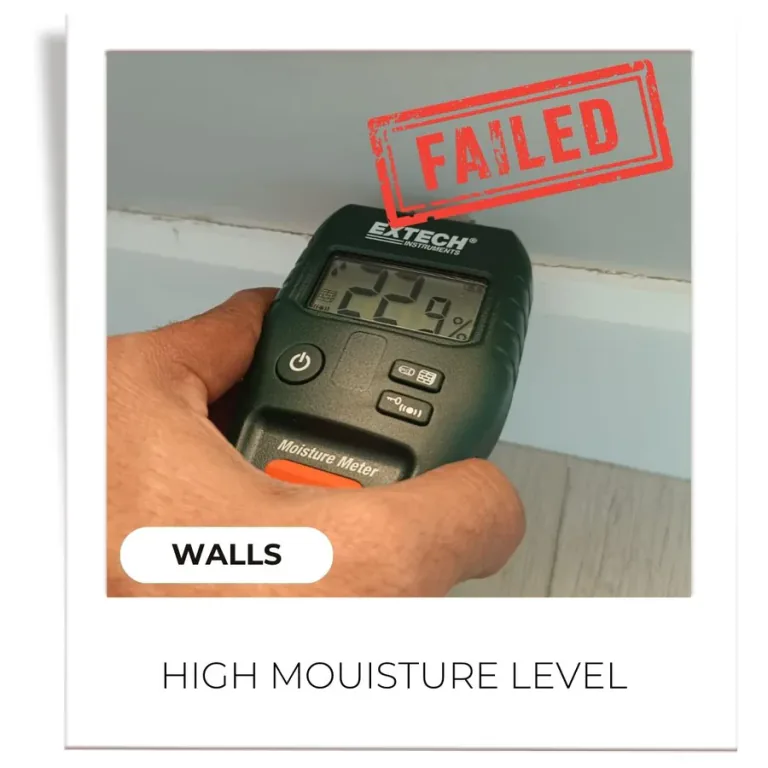 FAILED
EXTECH®
INSTRUMENTS
22.9%
Moisture Meter
WALLS
HIGH MOUISTURE LEVEL